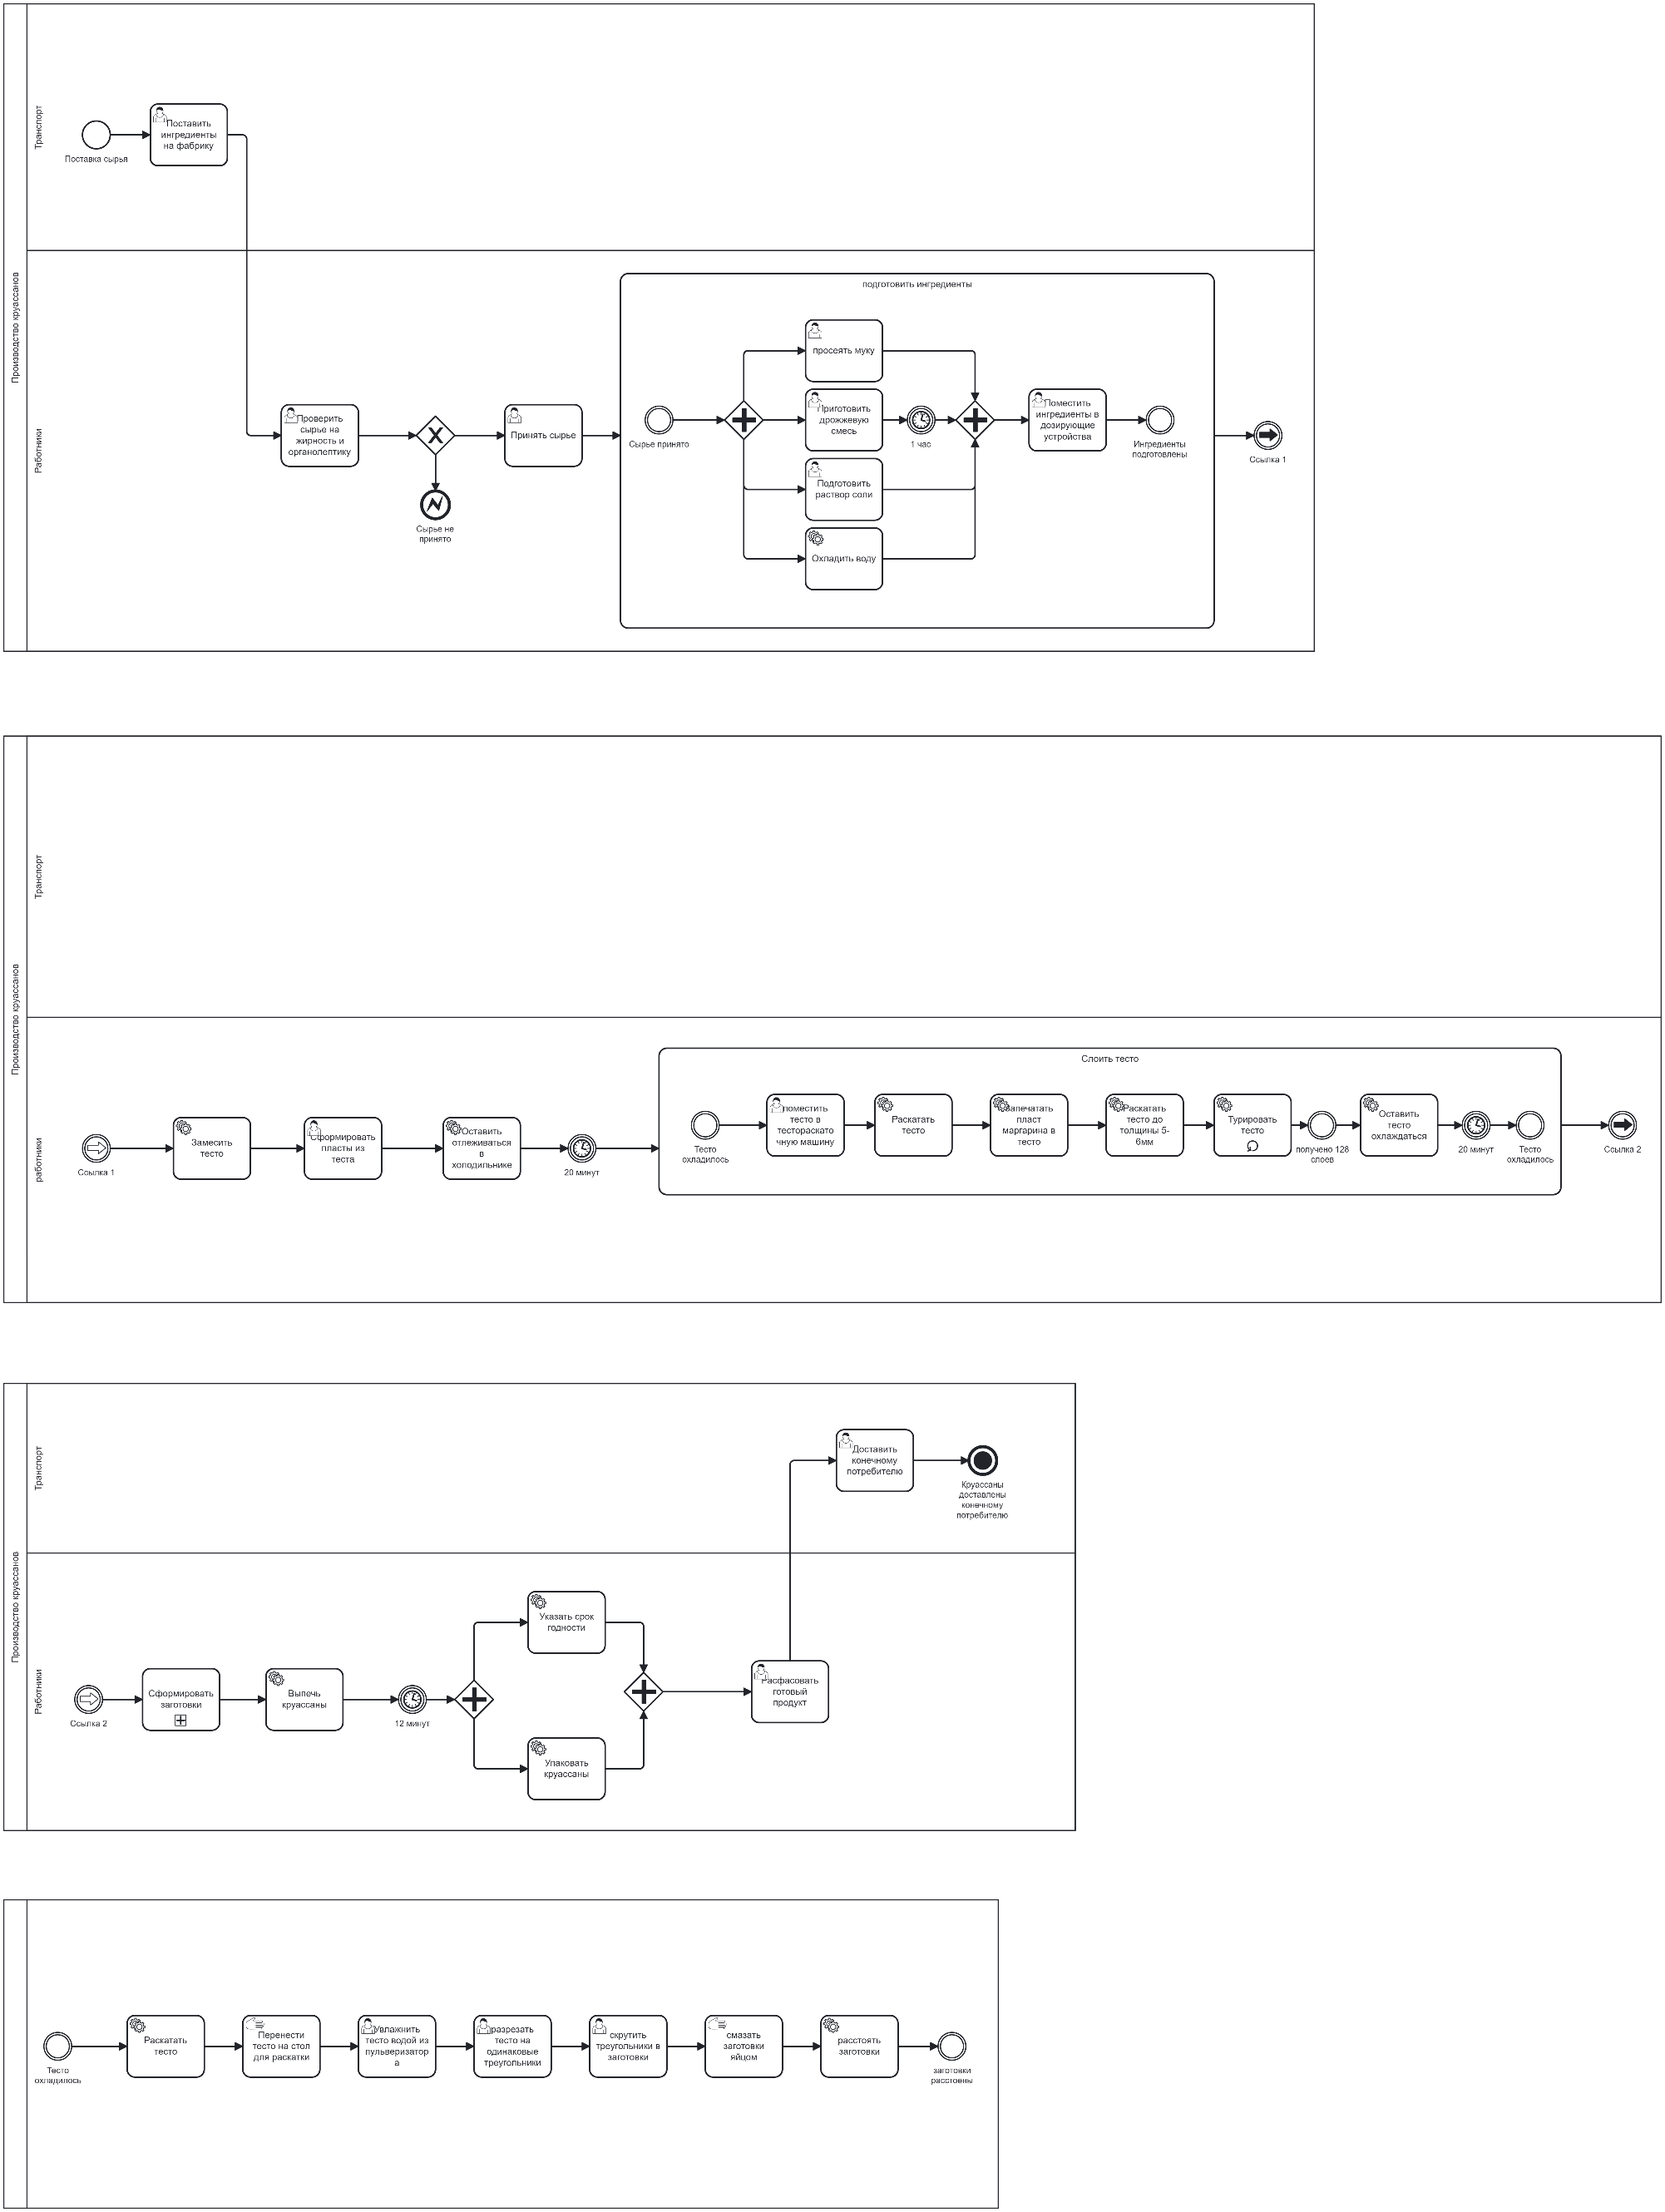 Производство круассанов
Транспорт
Поставка сырья
Поставить
ингредиенты
на фабрику
Работники
Проверить
сырье на
жирность и
органолептику
Сырье не
принято
Принять сырье
подготовить ингредиенты
Сырье принято
просеять муку
Приготовить
дрожжевую
смесь
1 час
Подготовить
раствор соли
Охладить воду
Поместить
ингредиенты в
дозирующие
устройства
Ингредиенты
подготовлены
Ссылка 1
Производство круассанов
Транспорт
работники
Ссылка 1
Замесить
тесто
Сформировать
пласты из
теста
Оставить
отлеживаться
в
холодильнике
20 минут
Слоить тесто
Тесто
охладилось
поместить
тесто в
тестораскато
чную машину
Раскатать
тесто
запечатать
пласт
маргарина в
тесто
Раскатать
тесто до
толщины 5-
6мм
Турировать
тесто
получено 128
слоев
Оставить
тесто
охлаждаться
20 минут
Тесто
охладилось
Ссылка 2
Производство круассанов
Транспорт
Доставить
конечному
потребителю
Круассаны
доставлены
конечному
потребителю
Работники
Ссылка 2
Сформировать
заготовки
Выпечь
круассаны
12 минут
Указать срок
годности
Упаковать
круассаны
Расфасовать
готовый
продукт
Тесто
охладилось
Раскатать
тесто
Перенести
тесто на стол
для раскатки
Увлажнить
тесто водой из
пульверизатор
а
разрезать
тесто на
одинаковые
треугольники
скрутить
треугольники в
заготовки
смазать
заготовки
яйцом
расстоять
заготовки
заготовки
расстоены